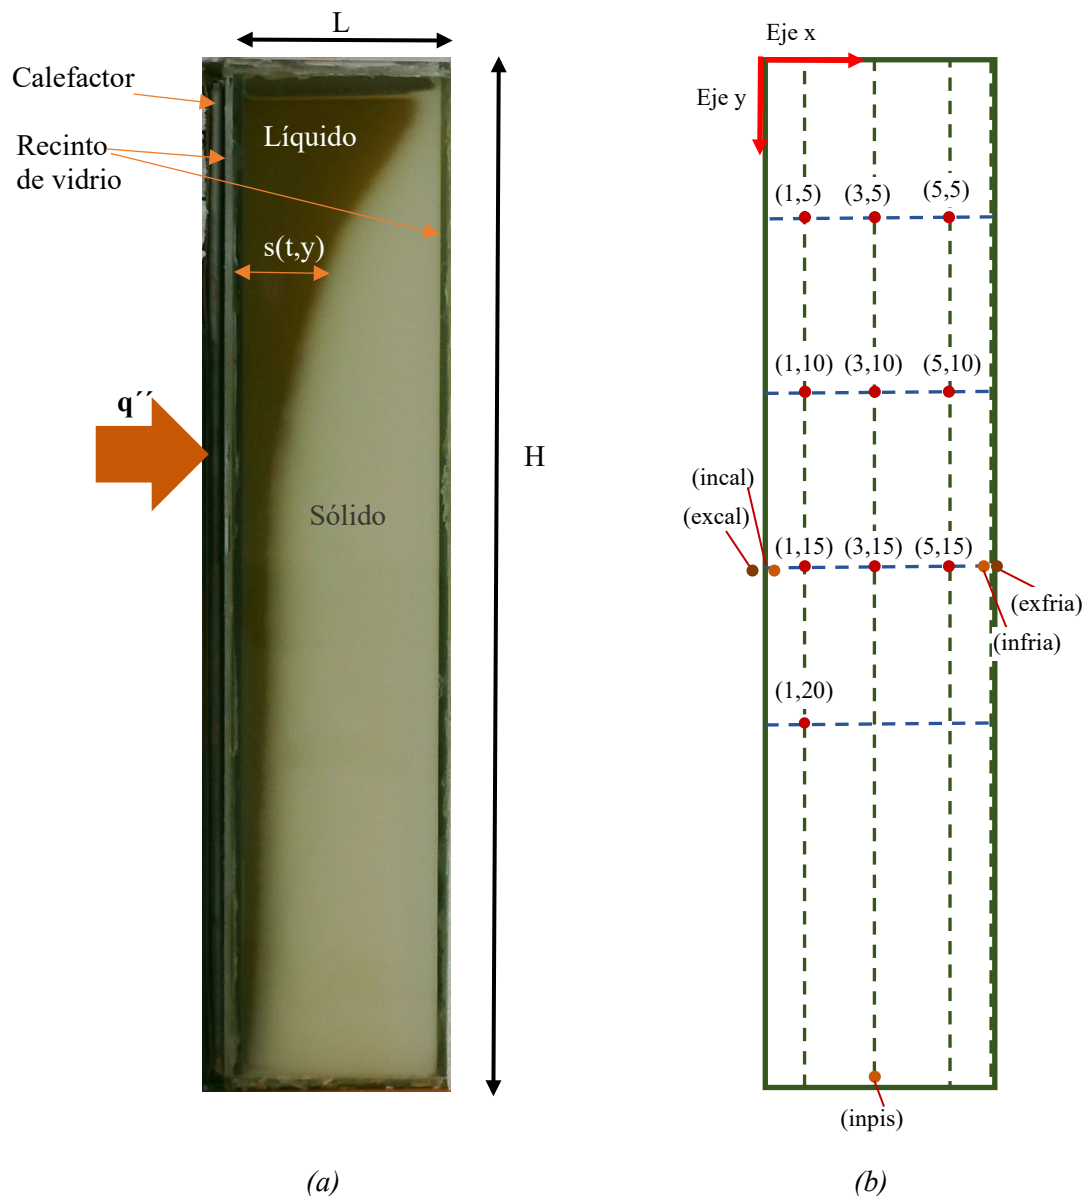 L
Calefactor
Líquido
Recinto
de vidrio
s(t,y)
q´´
H
Sólido
(a)
Eje x
Eje y
(1,5) (3,5) (5,5)
(1,10) (3,10) (5,10)
(incal)
(excal)
(1,15) (3,15) (5,15)
(exfria)
(infria)
(1,20)
(inpis)
(b)